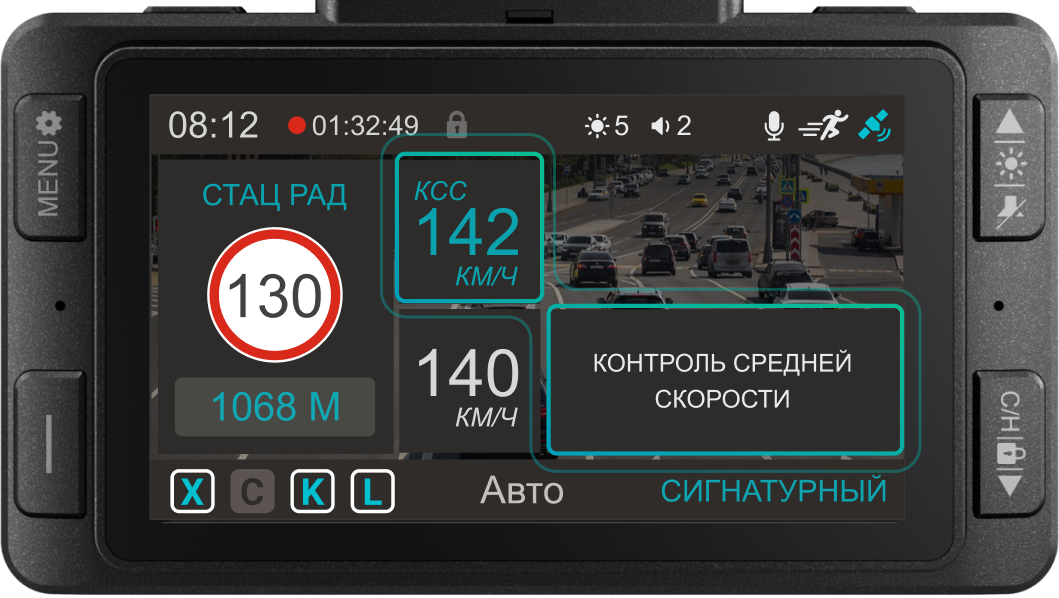 08:12
01:32:49
5
2
MENU
СТАЦ РАД
130
1068 М
КСС
142
КМ/Ч
140
КМ/Ч
КОНТРОЛЬ СРЕДНЕЙ
СКОРОСТИ
С/Н
X C K L
Авто
СИГНАТУРНЫЙ